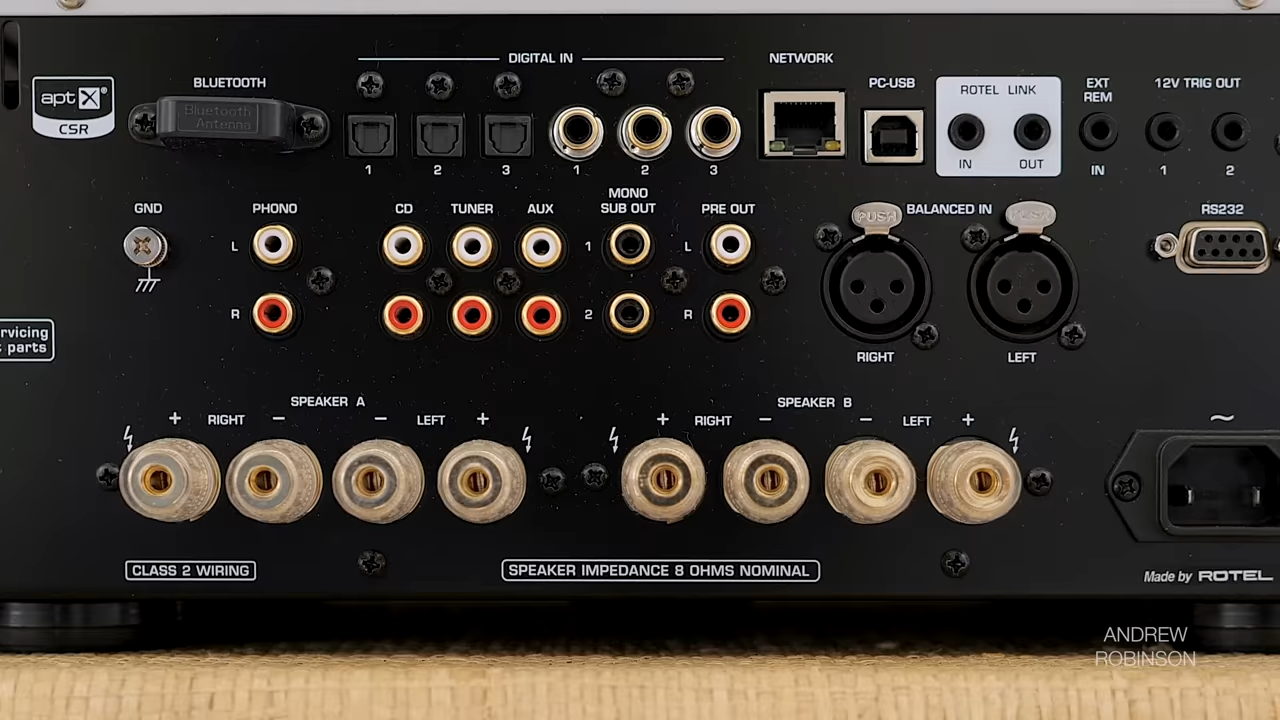 DIGITAL IN
NETWORK
BLUETOOTH
PC-USB
ROTEL LINK
EXT
REM
12V TRIG OUT
aptX®
CSR
Bluetooth
Antenna
1 2 3 1 2 3
IN OUT
IN 1 2
GND
PHONO
CD TUNER AUX
MONO
SUB OUT
PRE OUT
PUSH
BALANCED IN
PUSH
RS232
L 1 L
R 2 R
rvicing
parts
RIGHT LEFT
SPEAKER A
+ RIGHT − − LEFT +
SPEAKER B
+ RIGHT − − LEFT +
~
CLASS 2 WIRING
SPEAKER IMPEDANCE 8 OHMS NOMINAL
Made by ROTEL
ANDREW
ROBINSON